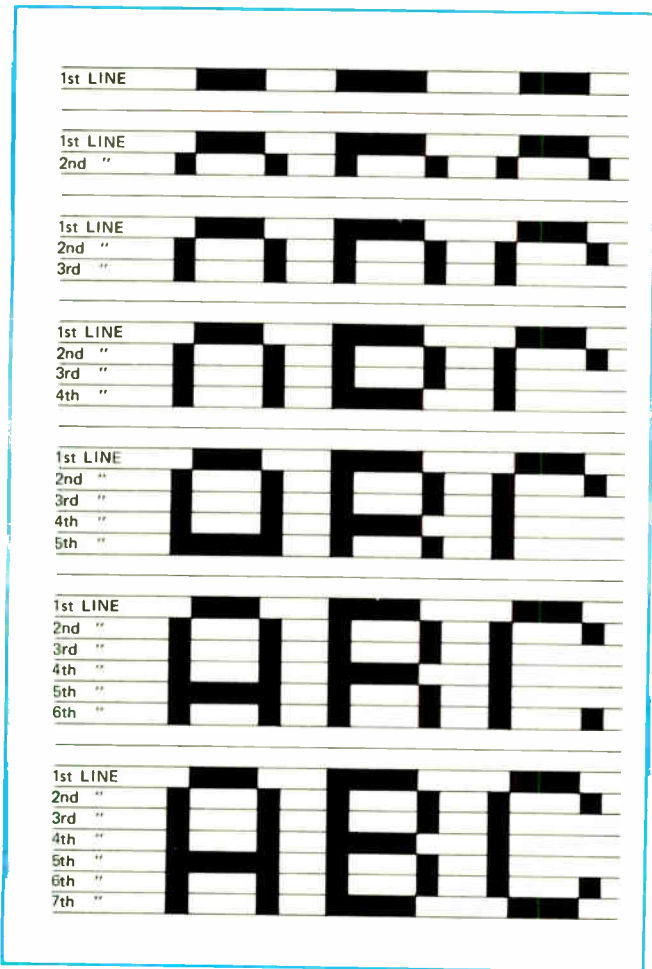 1st LINE
1st LINE
2nd "
1st LINE
2nd "
3rd "
1st LINE
2nd "
3rd "
4th "
1st LINE
2nd "
3rd "
4th "
5th "
1st LINE
2nd "
3rd "
4th "
5th "
6th "
1st LINE
2nd "
3rd "
4th "
5th "
6th "
7th "
ABC